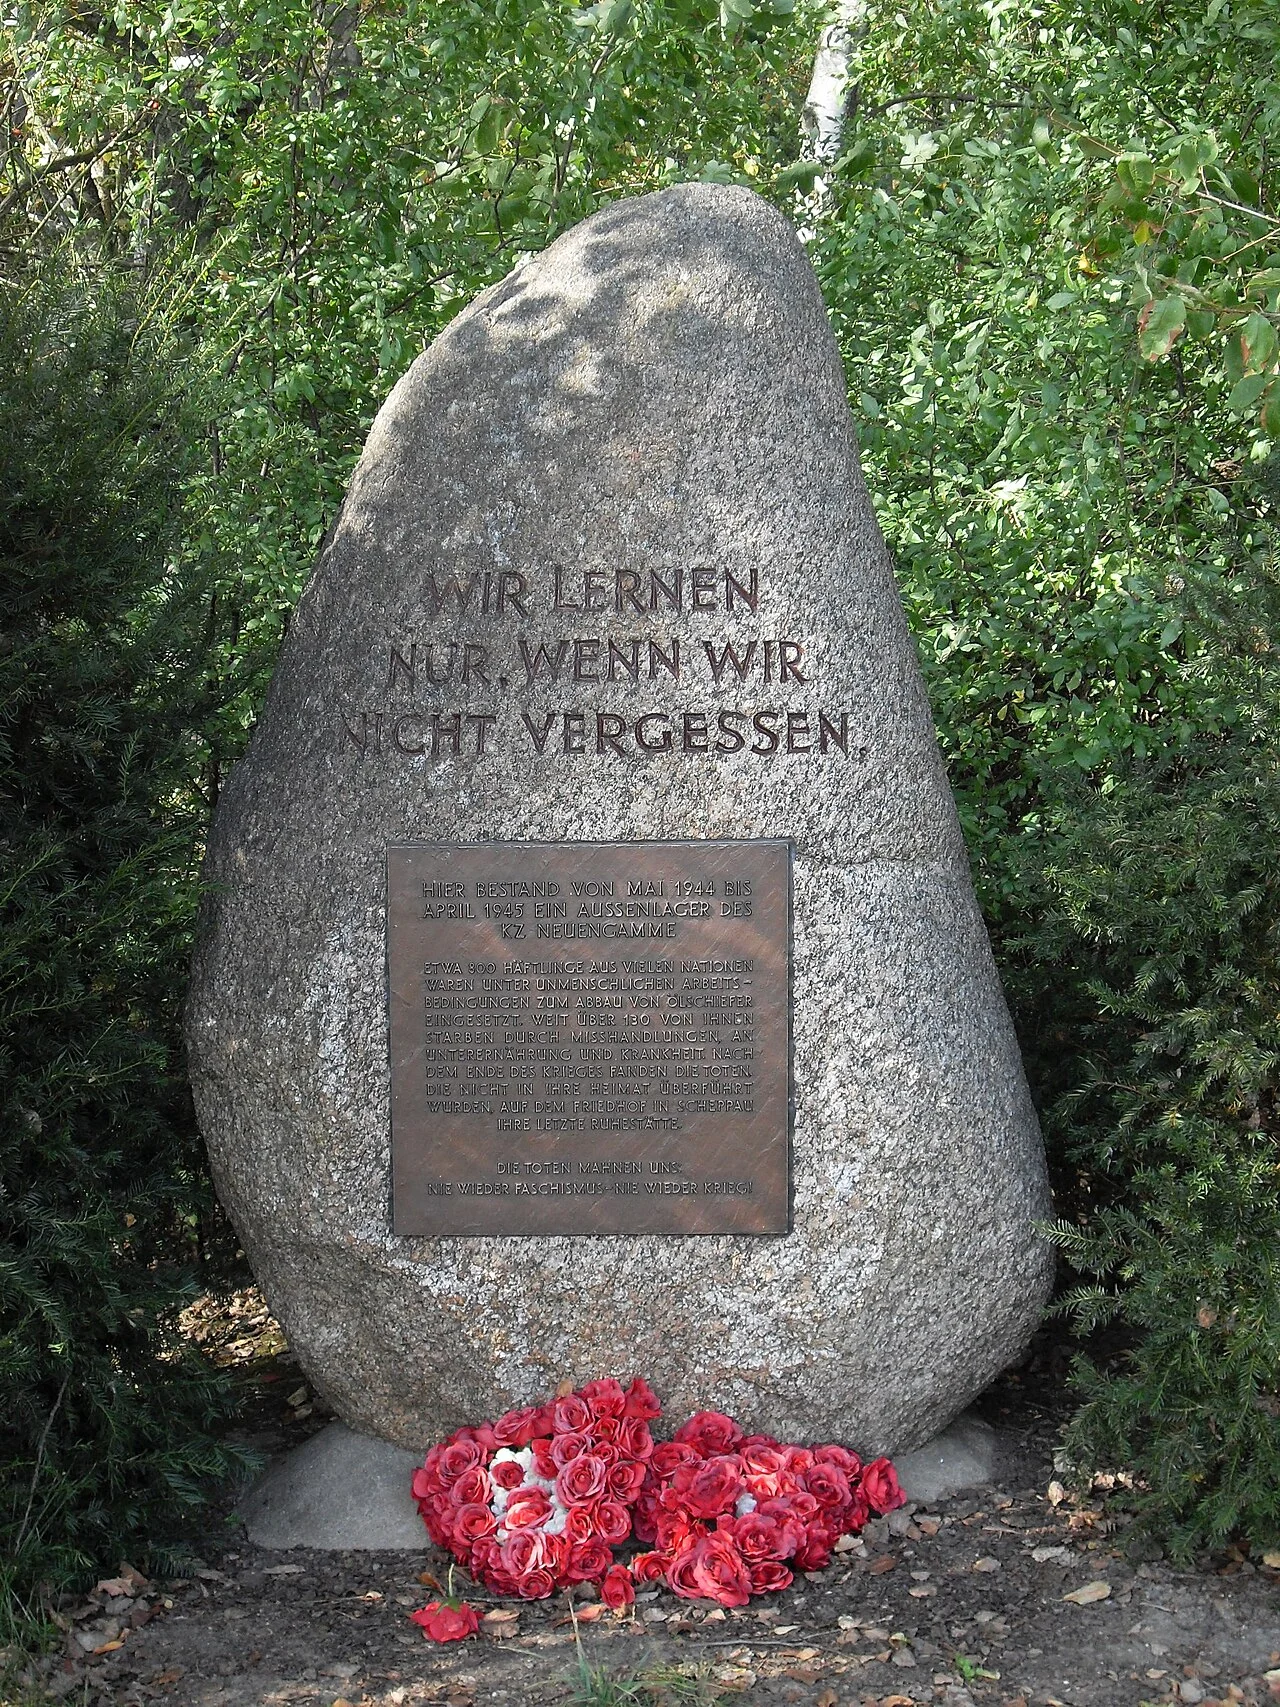 WIR LERNEN
NUR, WENN WIR
NICHT VERGESSEN.
HIER BESTAND VON MAI 1944 BIS
APRIL 1945 EIN AUSSENLAGER DES
KZ NEUENGAMME
ETWA 800 HÄFTLINGE AUS VIELEN NATIONEN
WAREN UNTER UNMENSCHLICHEN ARBEITS-
BEDINGUNGEN ZUM ABBAU VON ÖLSCHIEFER
EINGESETZT. WEIT ÜBER 130 VON IHNEN
STARBEN DURCH MISSHANDLUNGEN, AN
UNTERERNÄHRUNG UND KRANKHEIT. NACH
DEM ENDE DES KRIEGES FANDEN DIE TOTEN,
DIE NICHT IN IHRE HEIMAT ÜBERFÜHRT
WURDEN, AUF DEM FRIEDHOF IN SCHEPPAU
IHRE LETZTE RUHESTÄTTE.
DIE TOTEN MAHNEN UNS:
NIE WIEDER FASCHISMUS-NIE WIEDER KRIEG!